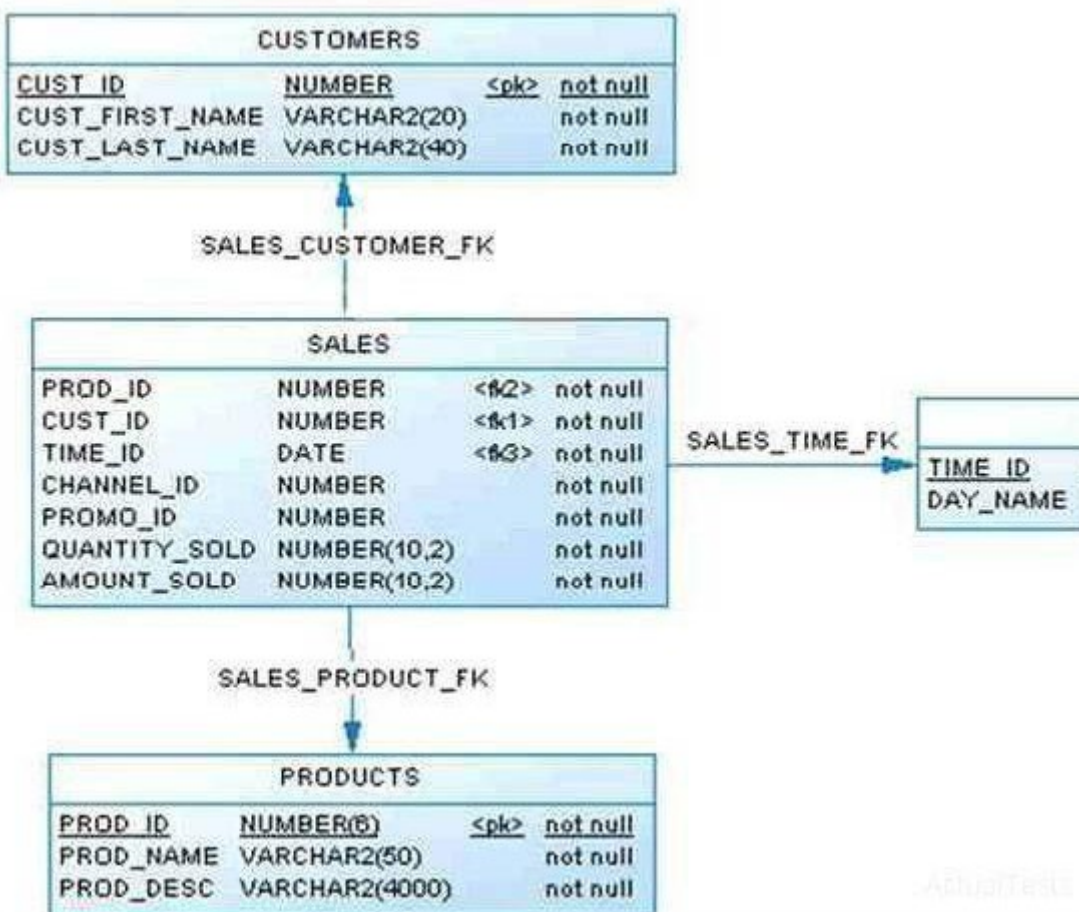 CUSTOMERS
CUST_ID NUMBER <pk> not null
CUST_FIRST_NAME VARCHAR2(20) not null
CUST_LAST_NAME VARCHAR2(40) not null
SALES_CUSTOMER_FK
SALES
PROD_ID NUMBER <fk2> not null
CUST_ID NUMBER <fk1> not null
TIME_ID DATE <fk3> not null
CHANNEL_ID NUMBER not null
PROMO_ID NUMBER not null
QUANTITY_SOLD NUMBER(10,2) not null
AMOUNT_SOLD NUMBER(10,2) not null
SALES_TIME_FK
TIME_ID
DAY_NAME
SALES_PRODUCT_FK
PRODUCTS
PROD_ID NUMBER(6) <pk> not null
PROD_NAME VARCHAR2(50) not null
PROD_DESC VARCHAR2(4000) not null
ActualTests